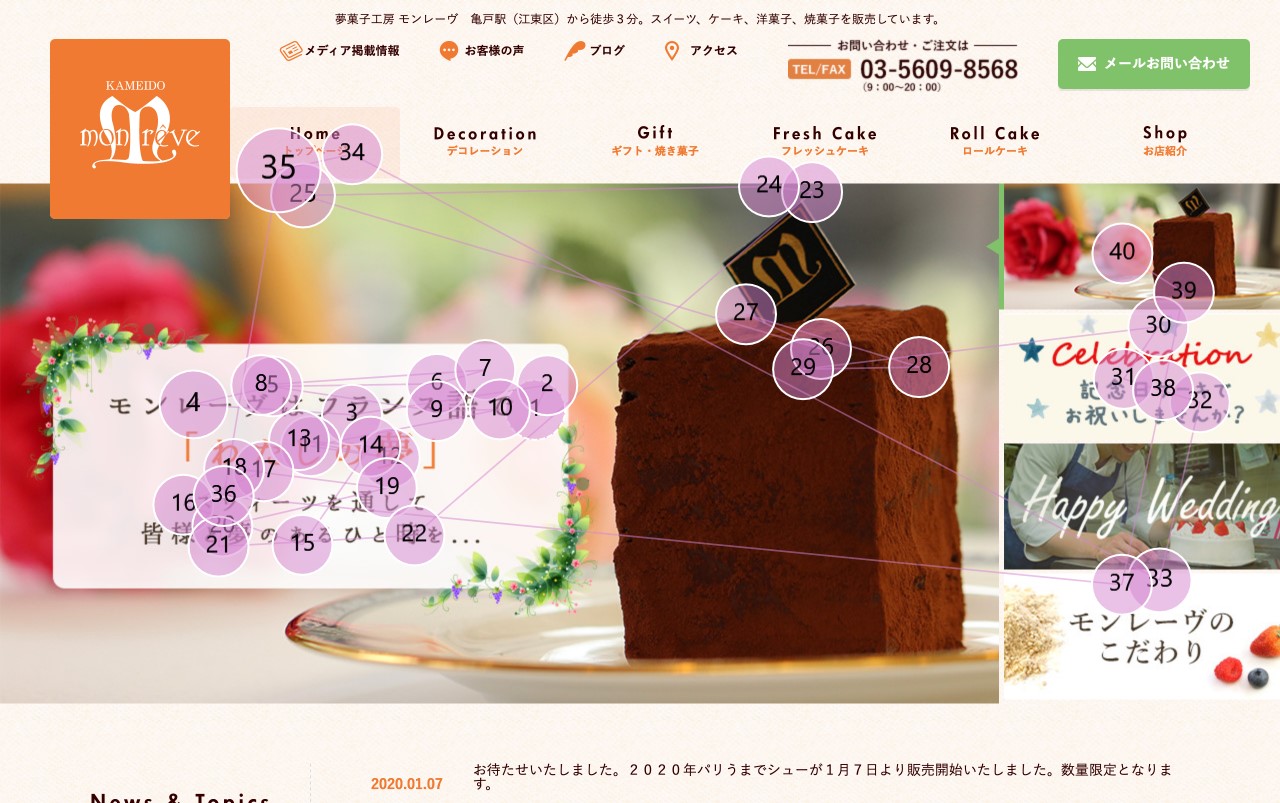 夢菓子工房 モンレーヴ　亀戸駅（江東区）から徒歩３分。スイーツ、ケーキ、洋菓子、焼菓子を販売しています。
メディア掲載情報
お客様の声
ブログ
アクセス
お問い合わせ・ご注文は
TEL/FAX 03-5609-8568
（9：00〜20：00）
メールお問い合わせ
KAMEIDO
mon rêve
Home
Decoration
デコレーション
Gift
ギフト・焼き菓子
Fresh Cake
フレッシュケーキ
Roll Cake
ロールケーキ
Shop
お店紹介
35
34
25
24
23
40
39
27
26
30
29
28
31
38
32
Celebration
記念日
お祝いしませんか？
4
8
5
6
7
9
10
2
1
3
モンレーヴはフランス語
13
11
14
12
「 夢」
18
17
19
16
36
スイーツを通して
20
21
15
22
皆様 夢のあるひと時を...
Happy Wedding
37
33
モンレーヴの
こだわり
News & Topics
2020.01.07
お待たせいたしました。２０２０年パリうまでシューが１月７日より販売開始いたしました。数量限定となりま
す。